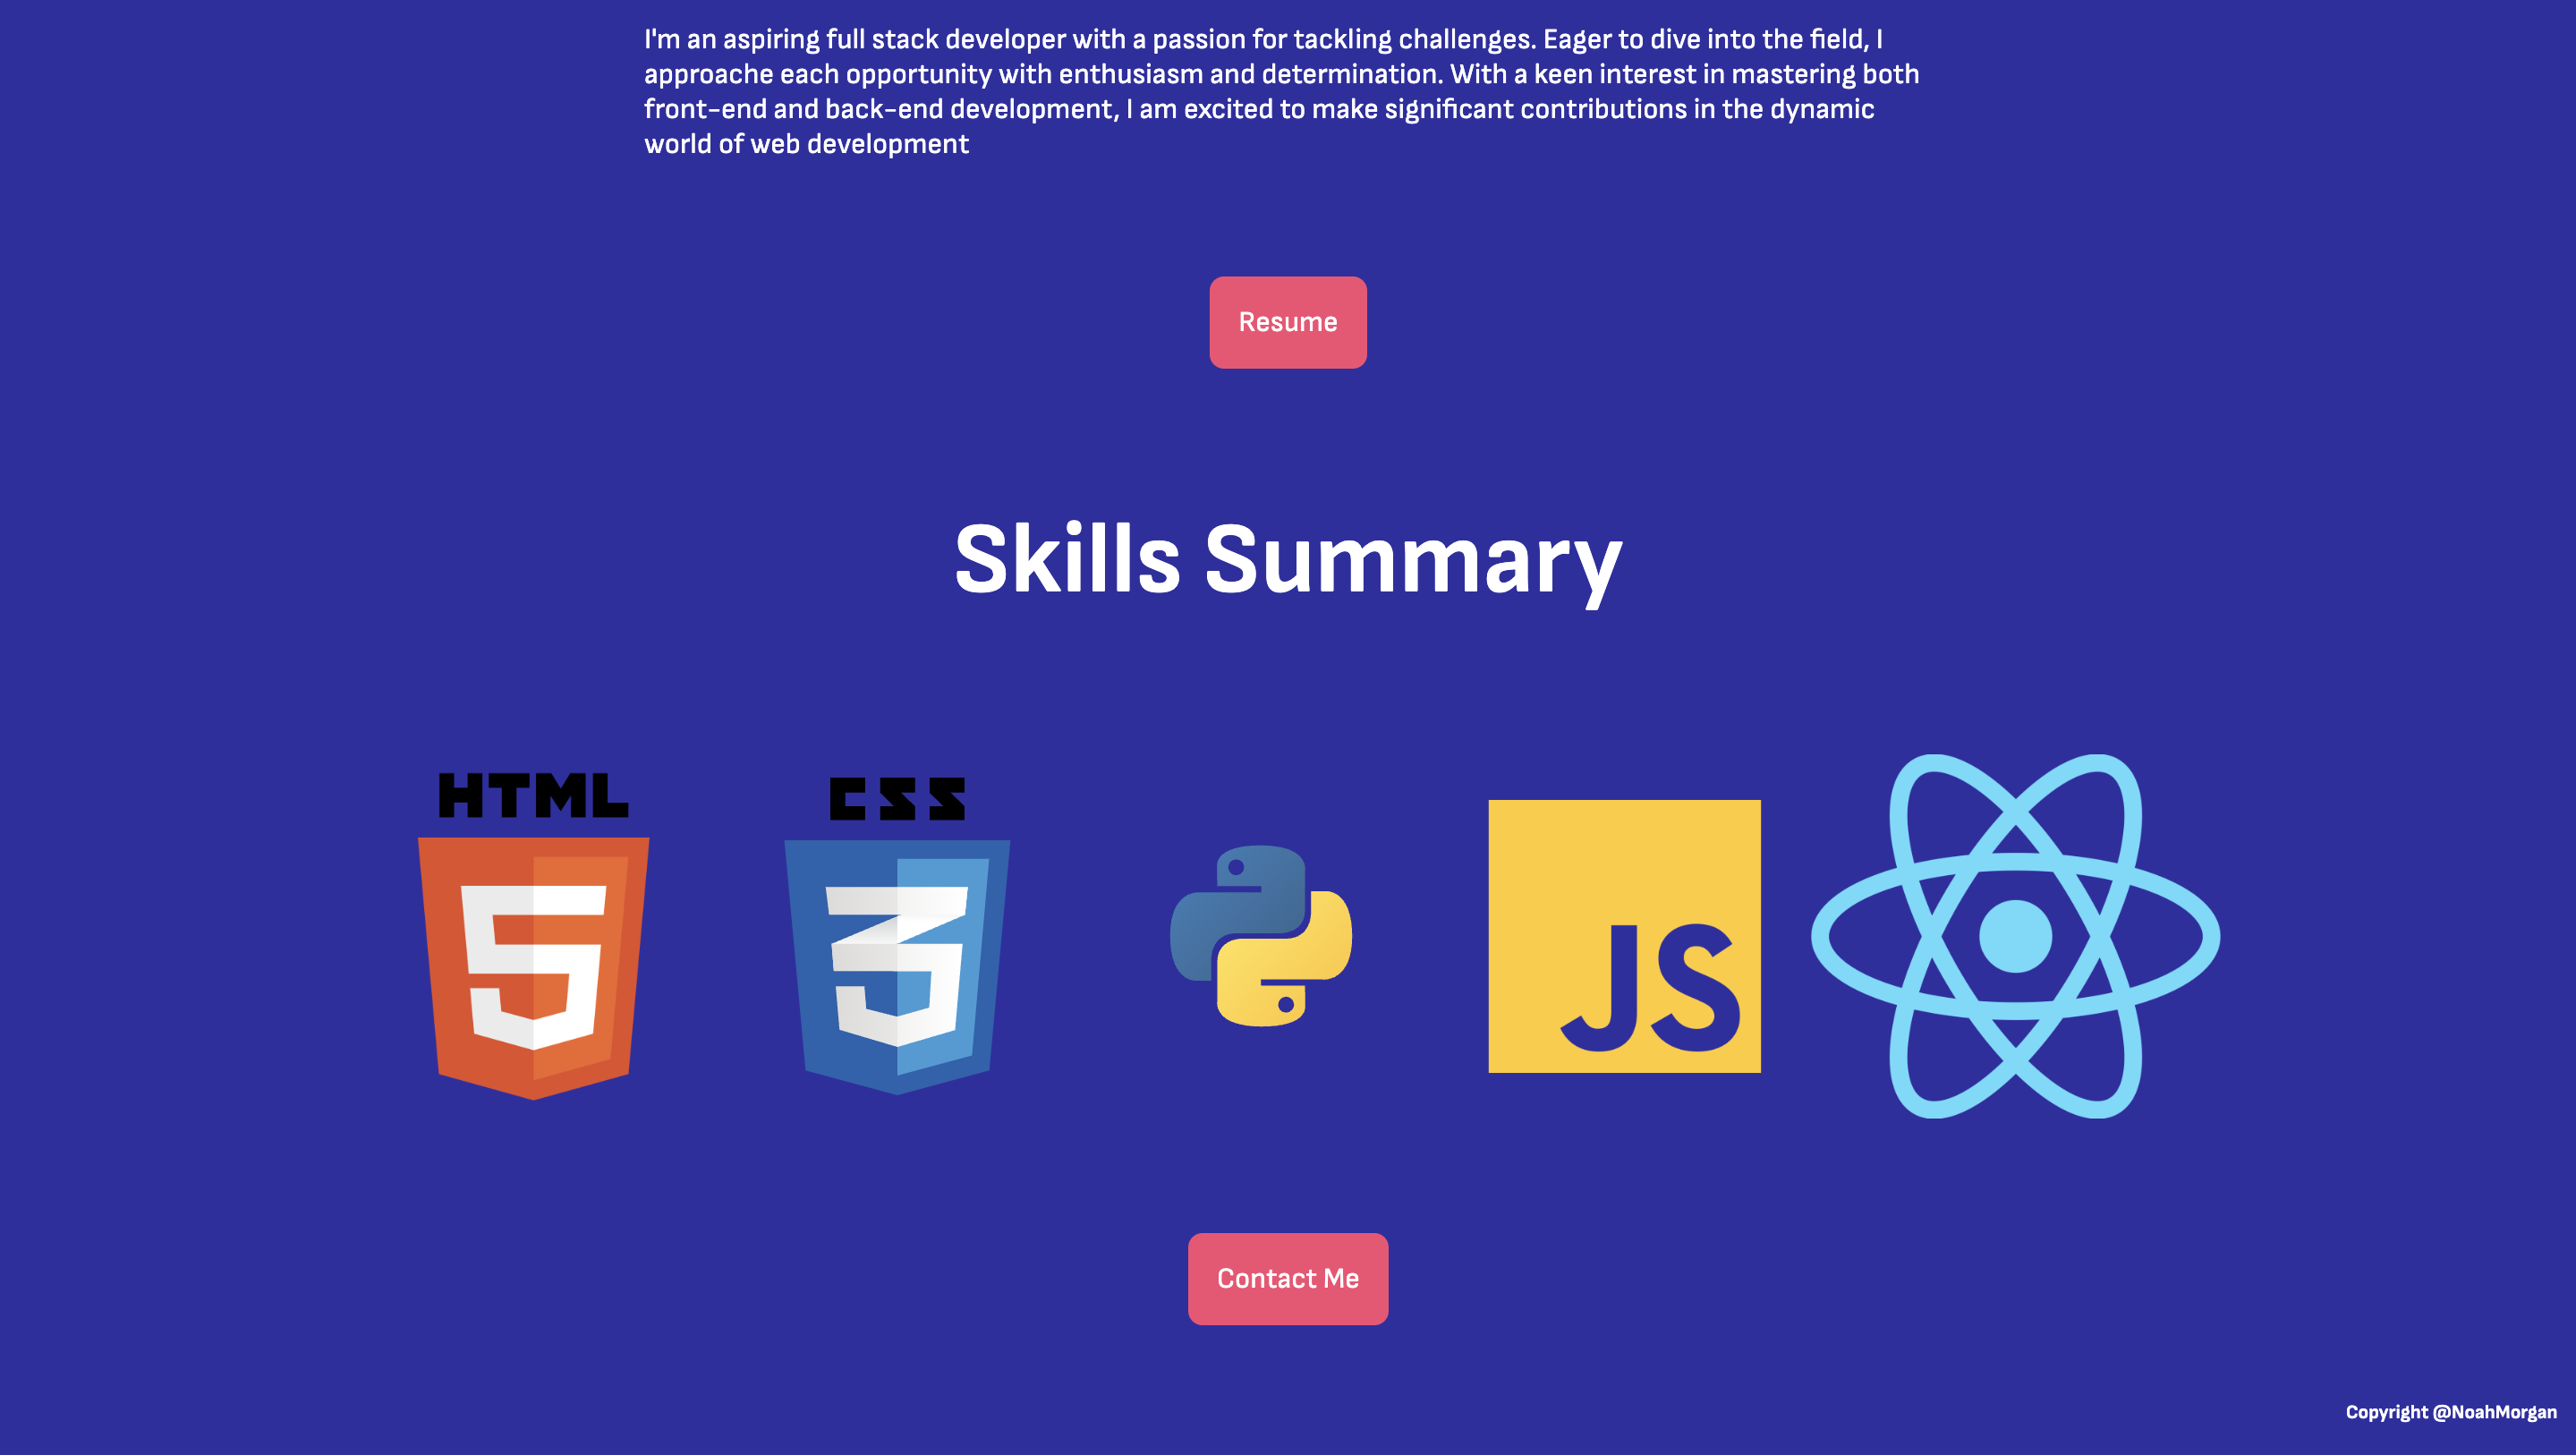 I'm an aspiring full stack developer with a passion for tackling challenges. Eager to dive into the field, I
approache each opportunity with enthusiasm and determination. With a keen interest in mastering both
front-end and back-end development, I am excited to make significant contributions in the dynamic
world of web development
Resume
Skills Summary
HTML CSS
5 3 JS
Contact Me
Copyright @NoahMorgan